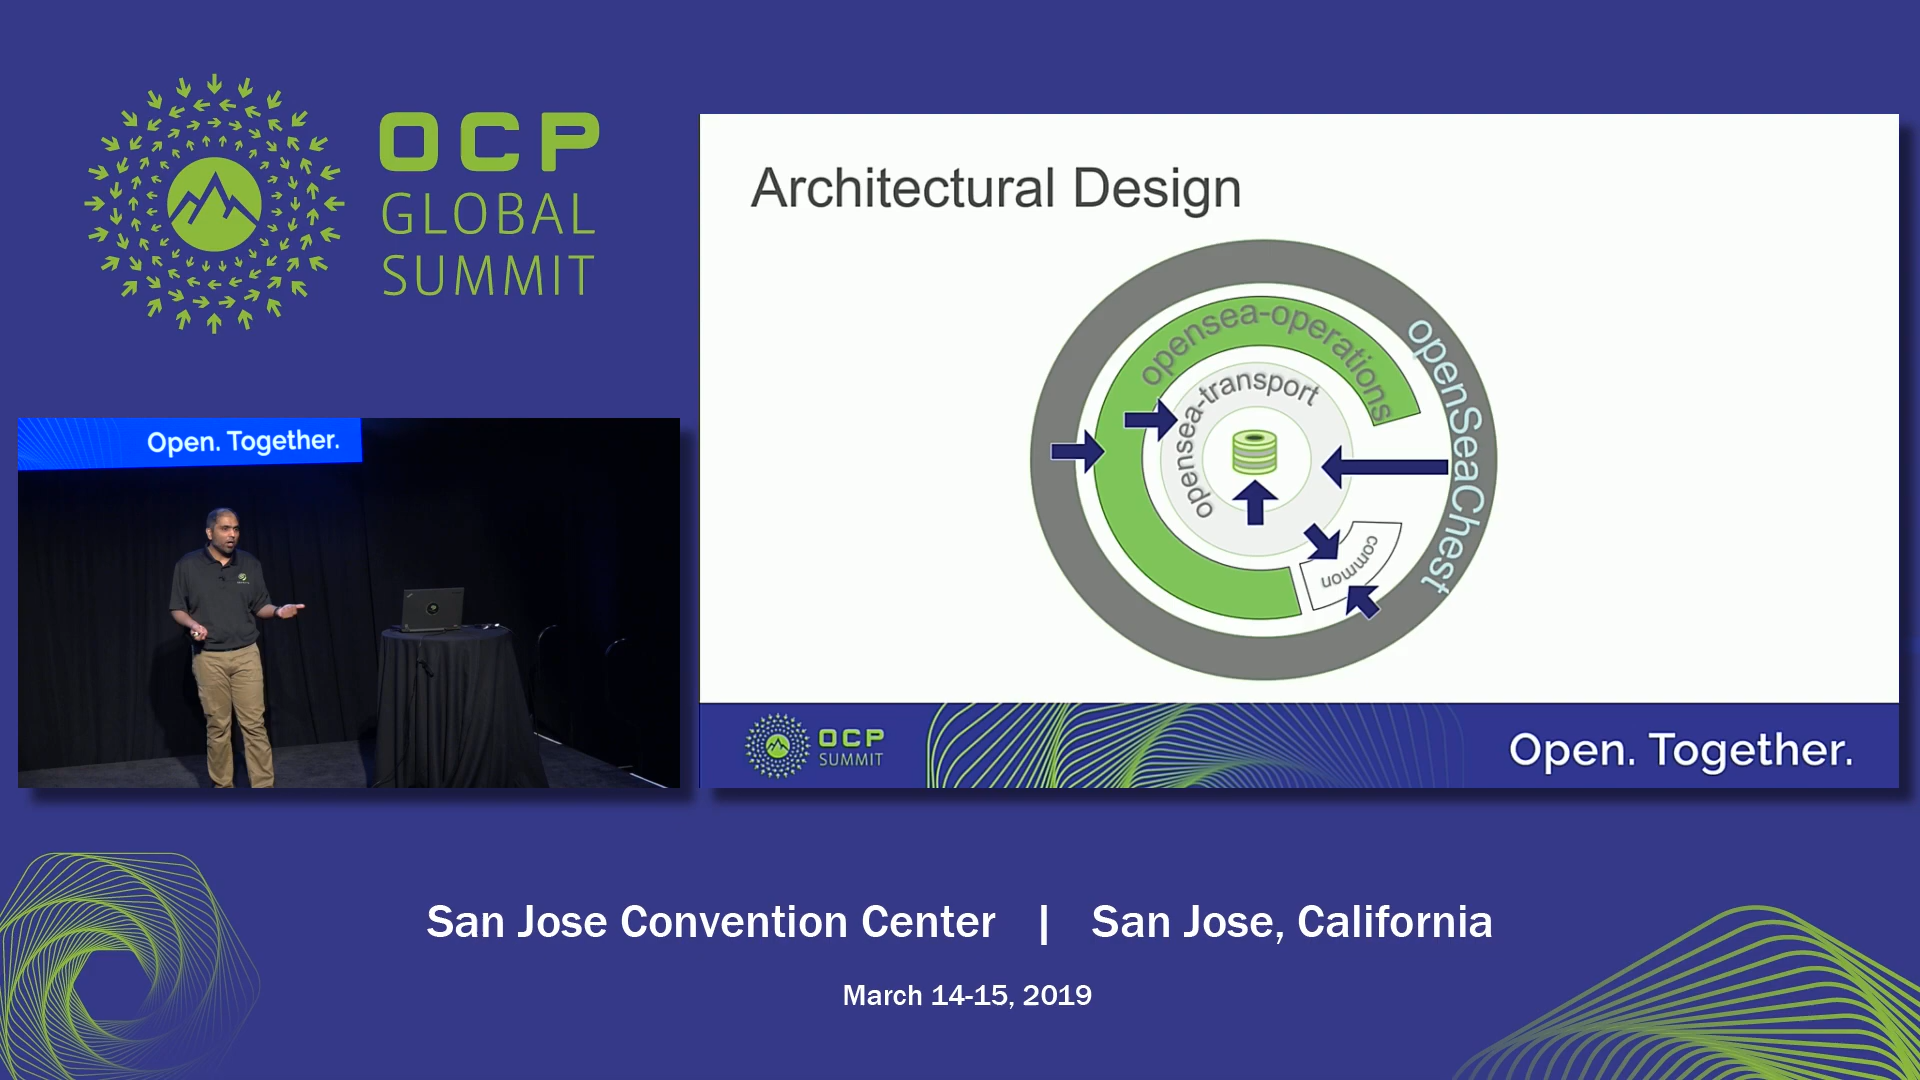 OCP
GLOBAL
SUMMIT
Open. Together.
Architectural Design
opensea-operations
opensea-transport
openSeaChest
common
OCP
SUMMIT
Open. Together.
San Jose Convention Center | San Jose, California
March 14-15, 2019